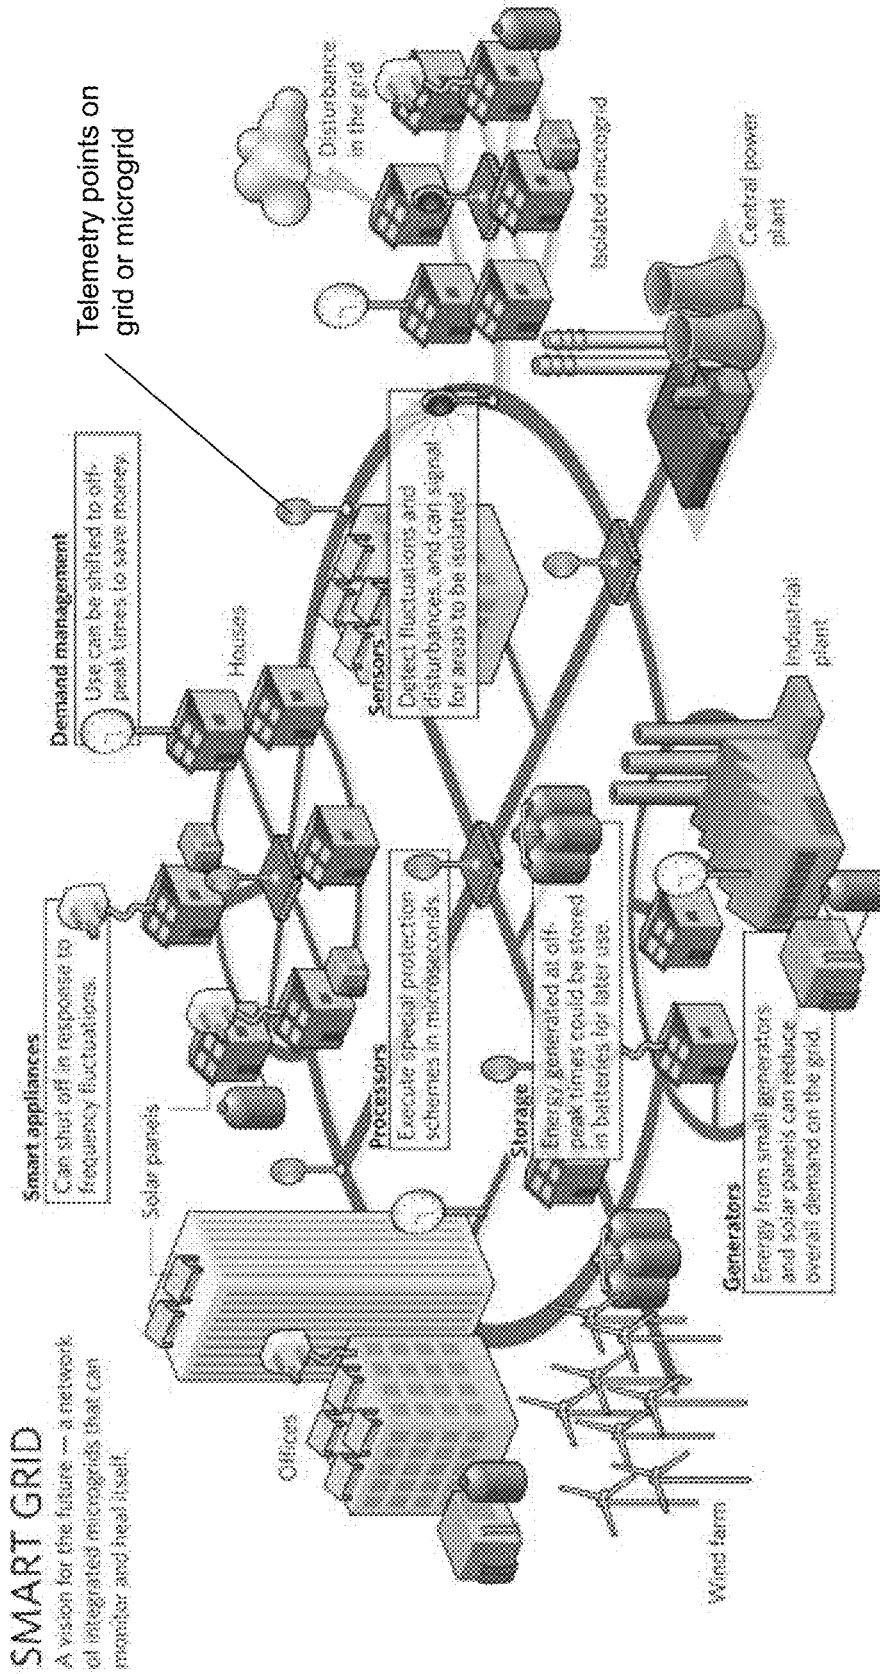 SMART GRID
A vision for the future — a network
of integrated microgrids that can
monitor and heal itself.
Smart appliances
Can shut off in response to
frequency fluctuations.
Demand management
Use can be shifted to off-
peak times to save money.
Telemetry points on
grid or microgrid
Solar panels
Houses
Offices
Disturbance
in the grid
Processors
Execute special protection
schemes in microseconds.
Sensors
Detect fluctuations and
disturbances, and can signal
for areas to be isolated.
Storage
Energy generated at off-
peak times could be stored
in batteries for later use.
Isolated microgrid
Wind farm
Generators
Energy from small generators
and solar panels can reduce
overall demand on the grid.
Industrial
plant
Central power
plant